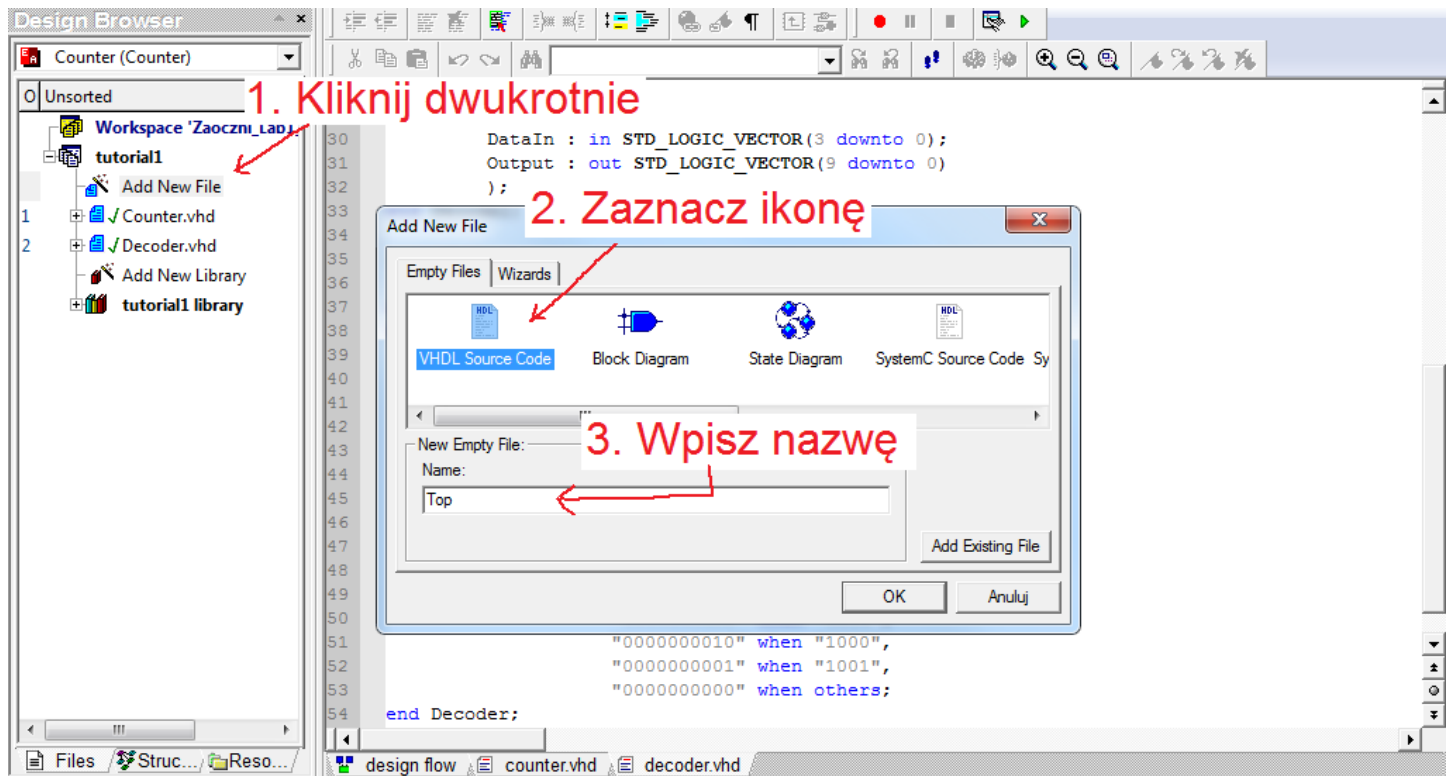 Design Browser
Counter (Counter)
O Unsorted
1. Kliknij dwukrotnie
Workspace 'Zaoczni_Lab1,
tutorial1
Add New File
1 Counter.vhd
2 Decoder.vhd
Add New Library
tutorial1 library
Files
Struc...
Reso...
30 DataIn : in STD_LOGIC_VECTOR(3 downto 0);
31 Output : out STD_LOGIC_VECTOR(9 downto 0)
32 );
33
34
35
36
37
38
39
40
41
42
43
44
45
46
47
48
49
50
2. Zaznacz ikonę
Add New File
Empty Files
Wizards
HDL
HDL
VHDL Source Code
Block Diagram
State Diagram
SystemC Source Code
Sy
3. Wpisz nazwę
New Empty File:
Name:
Top
Add Existing File
OK
Anuluj
51 "0000000010" when "1000",
52 "0000000001" when "1001",
53 "0000000000" when others;
54 end Decoder;
design flow
counter.vhd
decoder.vhd